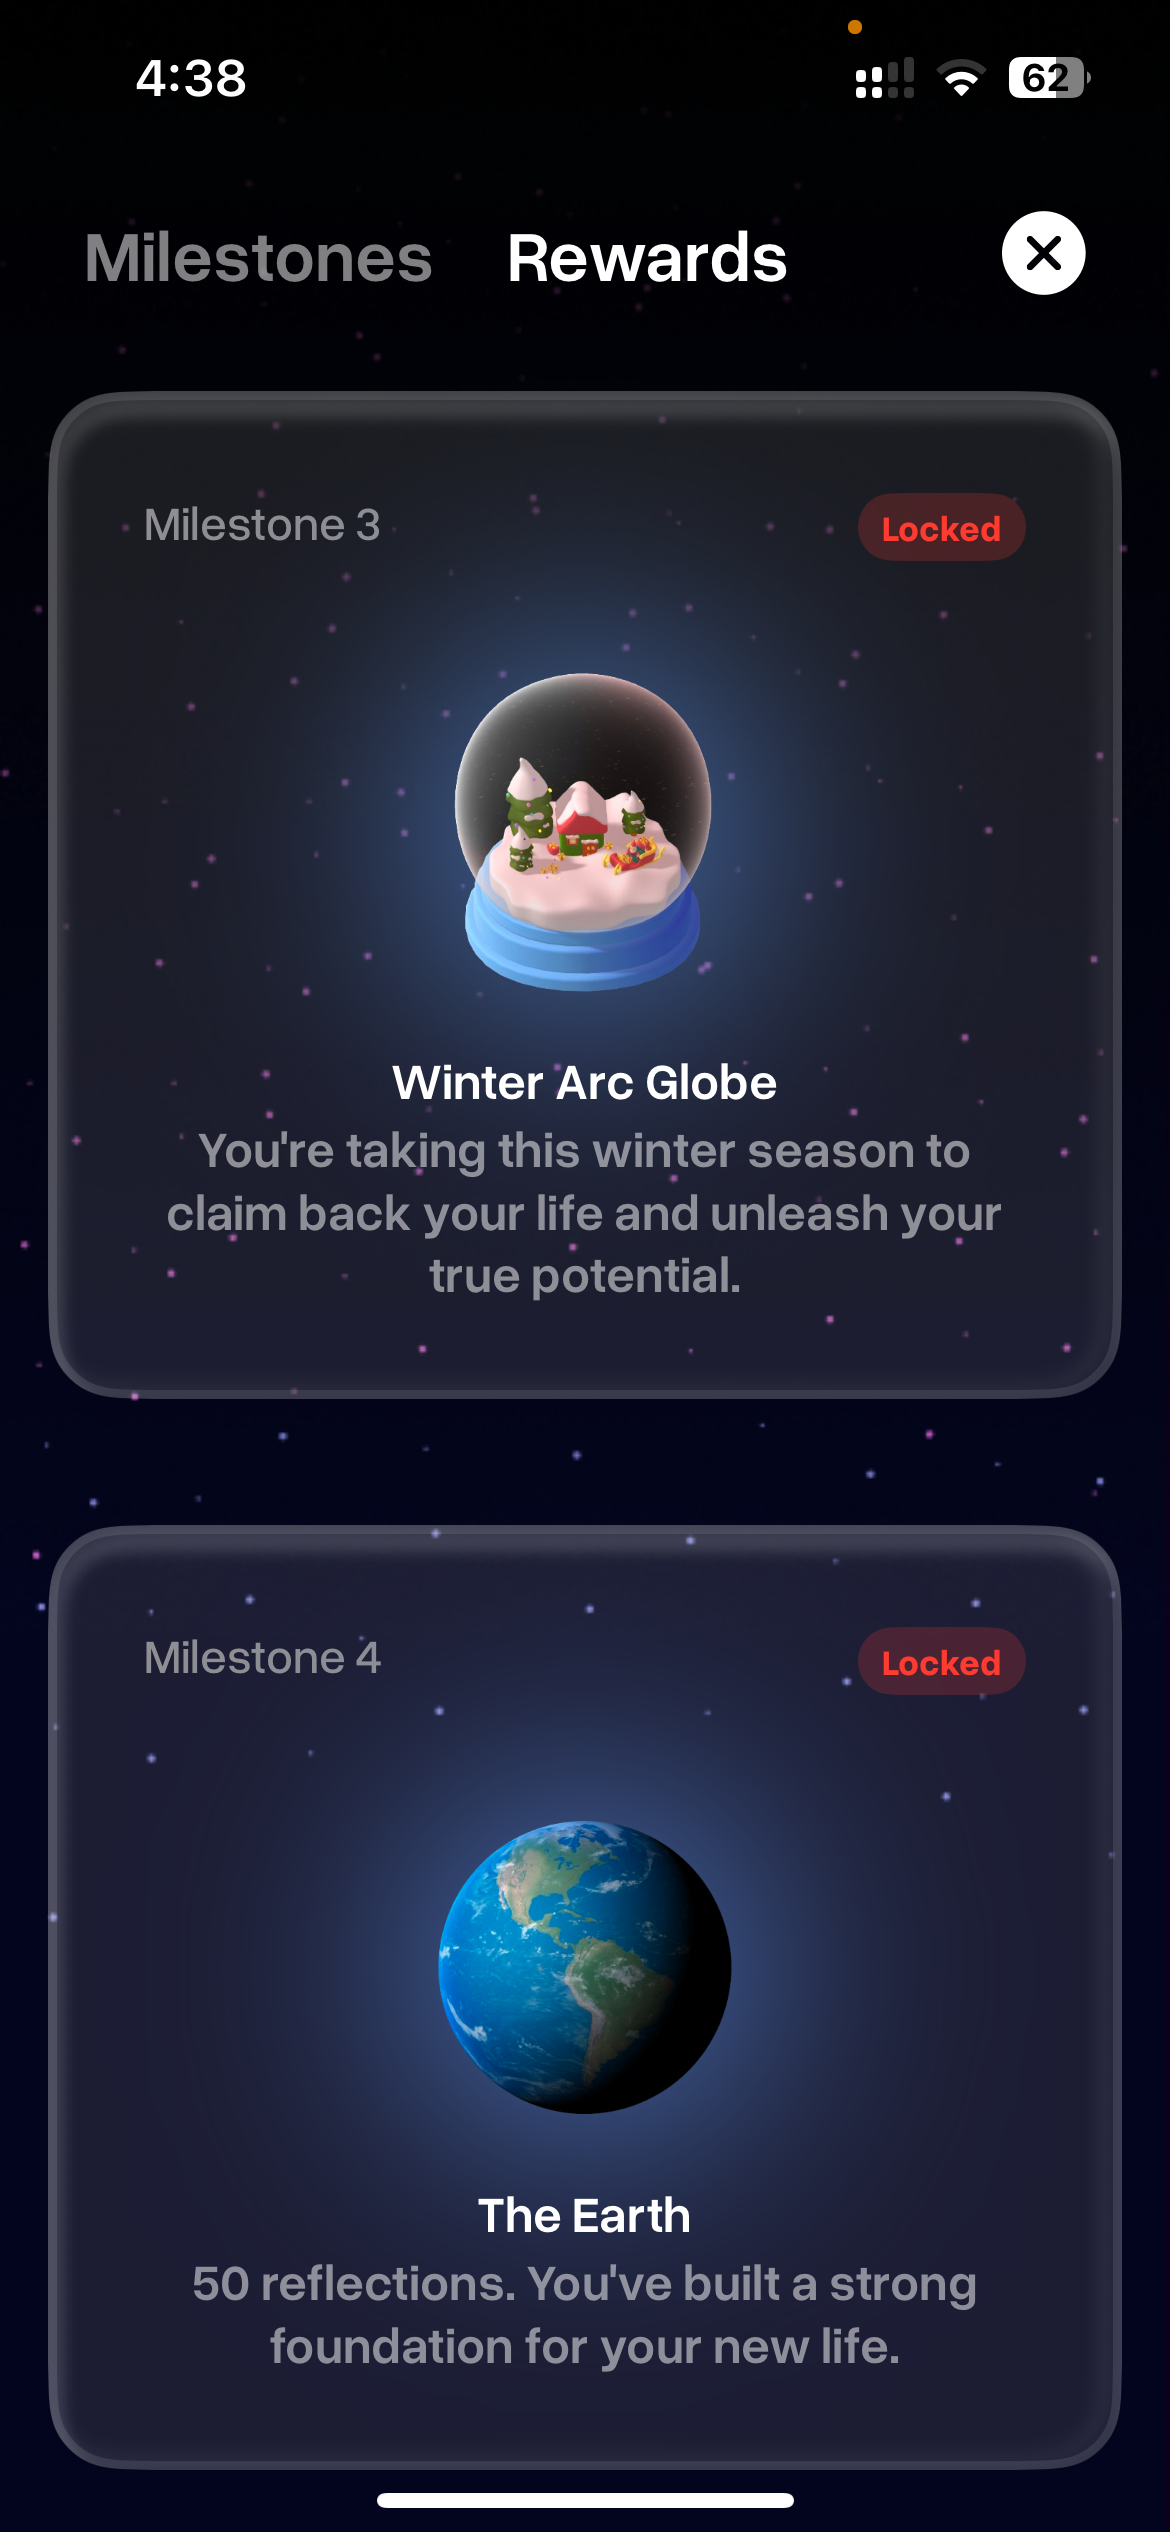 4:38
62
Milestones
Rewards
Milestone 3
Locked
Winter Arc Globe
You're taking this winter season to
claim back your life and unleash your
true potential.
Milestone 4
Locked
The Earth
50 reflections. You've built a strong
foundation for your new life.